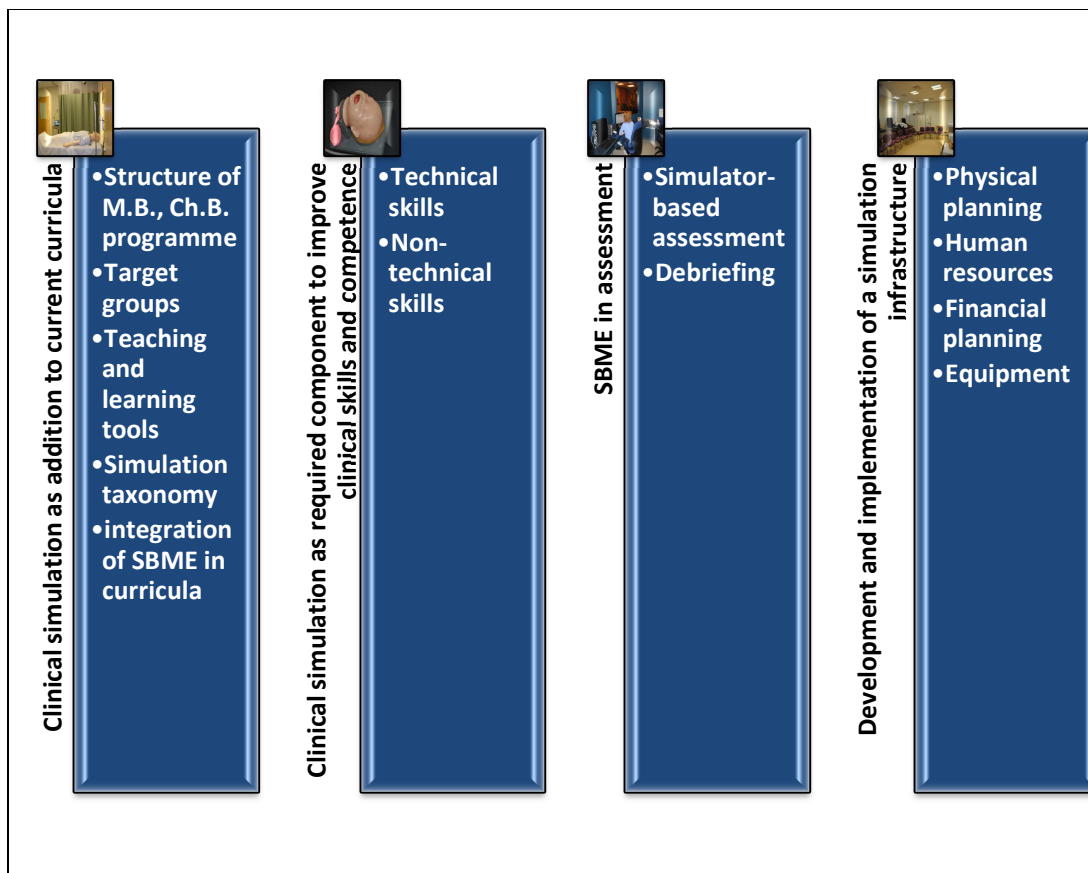 Clinical simulation as addition to current curricula
•Structure of
M.B., Ch.B.
programme
•Target
groups
•Teaching
and
learning
tools
•Simulation
taxonomy
•integration
of SBME in
curricula
Clinical simulation as required component to improve
clinical skills and competence
•Technical
skills
•Non-
technical
skills
SBME in assessment
•Simulator-
based
assessment
•Debriefing
Development and implementation of a simulation
infrastructure
•Physical
planning
•Human
resources
•Financial
planning
•Equipment